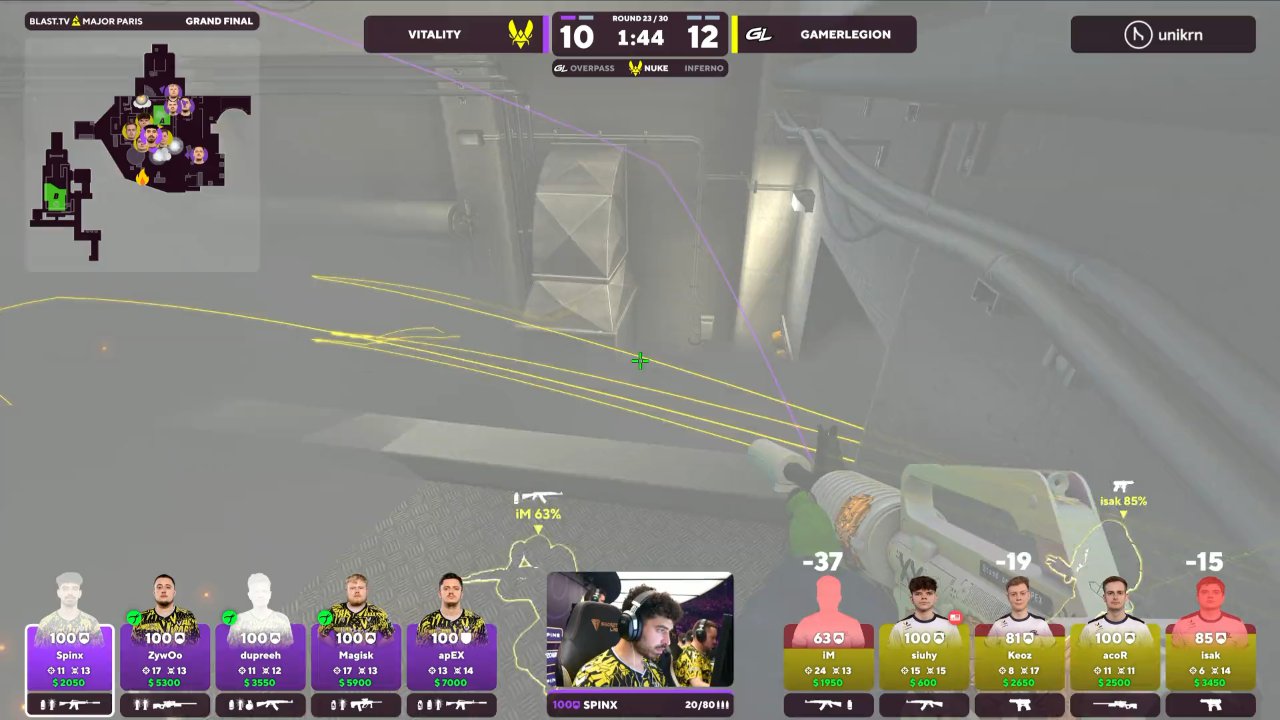 BLAST.TV MAJOR PARIS GRAND FINAL
VITALITY
10
ROUND 23 / 30
1:44
12
GL GAMERLEGION
unikrn
GL OVERPASS NUKE INFERNO
A
B
iM 63%
isak 85%
-37
-19
-15
100
Spinx
11 13
$2050
100
ZywOo
17 13
$5300
100
dupreeh
11 12
$3550
100
Magisk
17 13
$5900
100
apEX
13 14
$7000
100 SPINX 20/80
63
iM
24 13
$1950
100
siuhy
15 15
$600
81
Keoz
8 17
$2650
100
acoR
11 11
$2500
85
isak
6 14
$3450